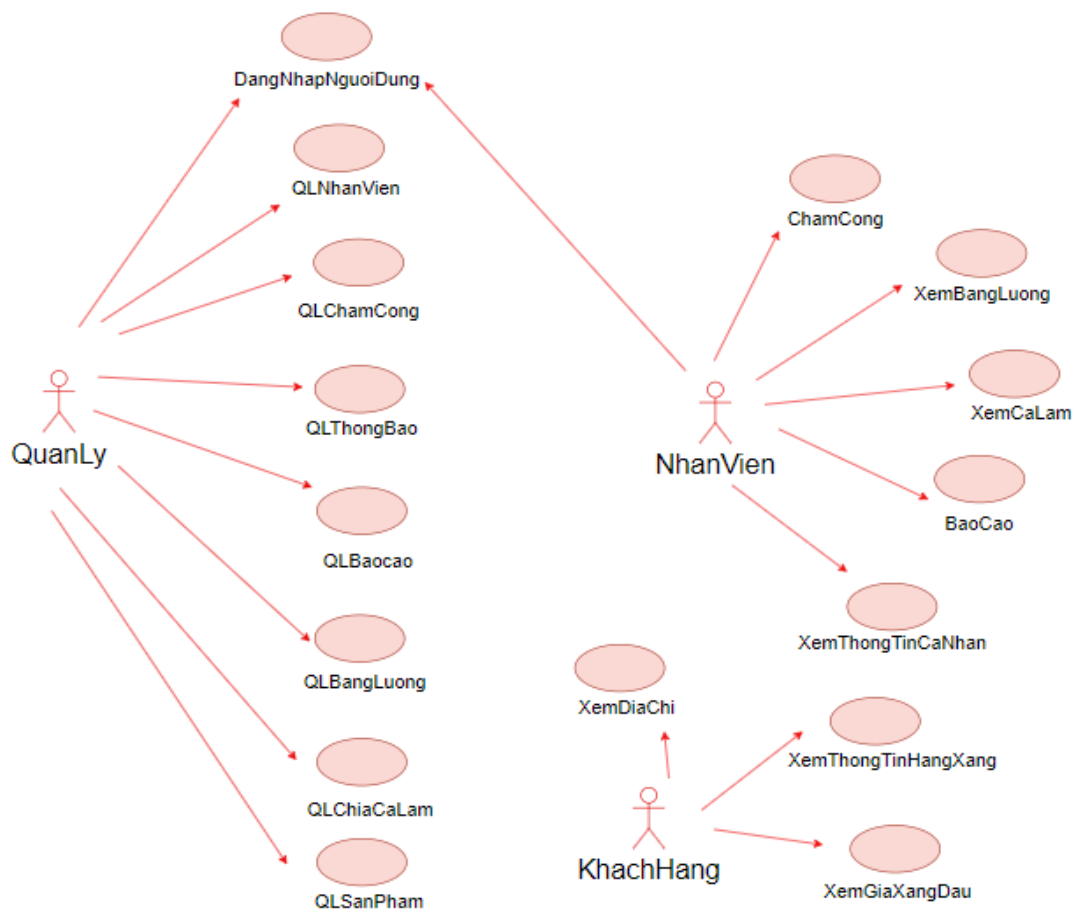 DangNhapNguoiDung
QLNhanVien
QLChamCong
QLThongBao
QuanLy
QLBaocao
QLBangLuong
QLChiaCaLam
QLSanPham
ChamCong
XemBangLuong
XemCaLam
NhanVien
BaoCao
XemThongTinCaNhan
XemDiaChi
XemThongTinHangXang
KhachHang
XemGiaXangDau